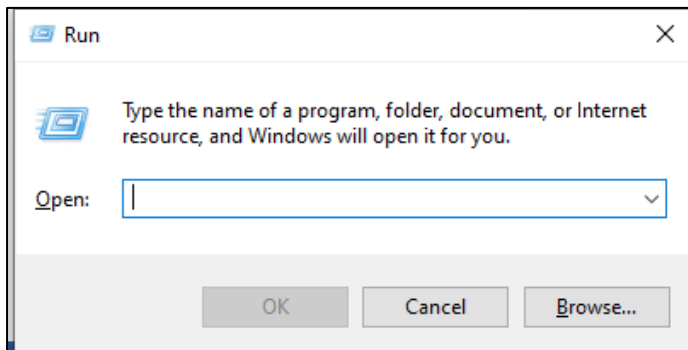 Run
Type the name of a program, folder, document, or Internet
resource, and Windows will open it for you.
Open:
OK Cancel Browse...